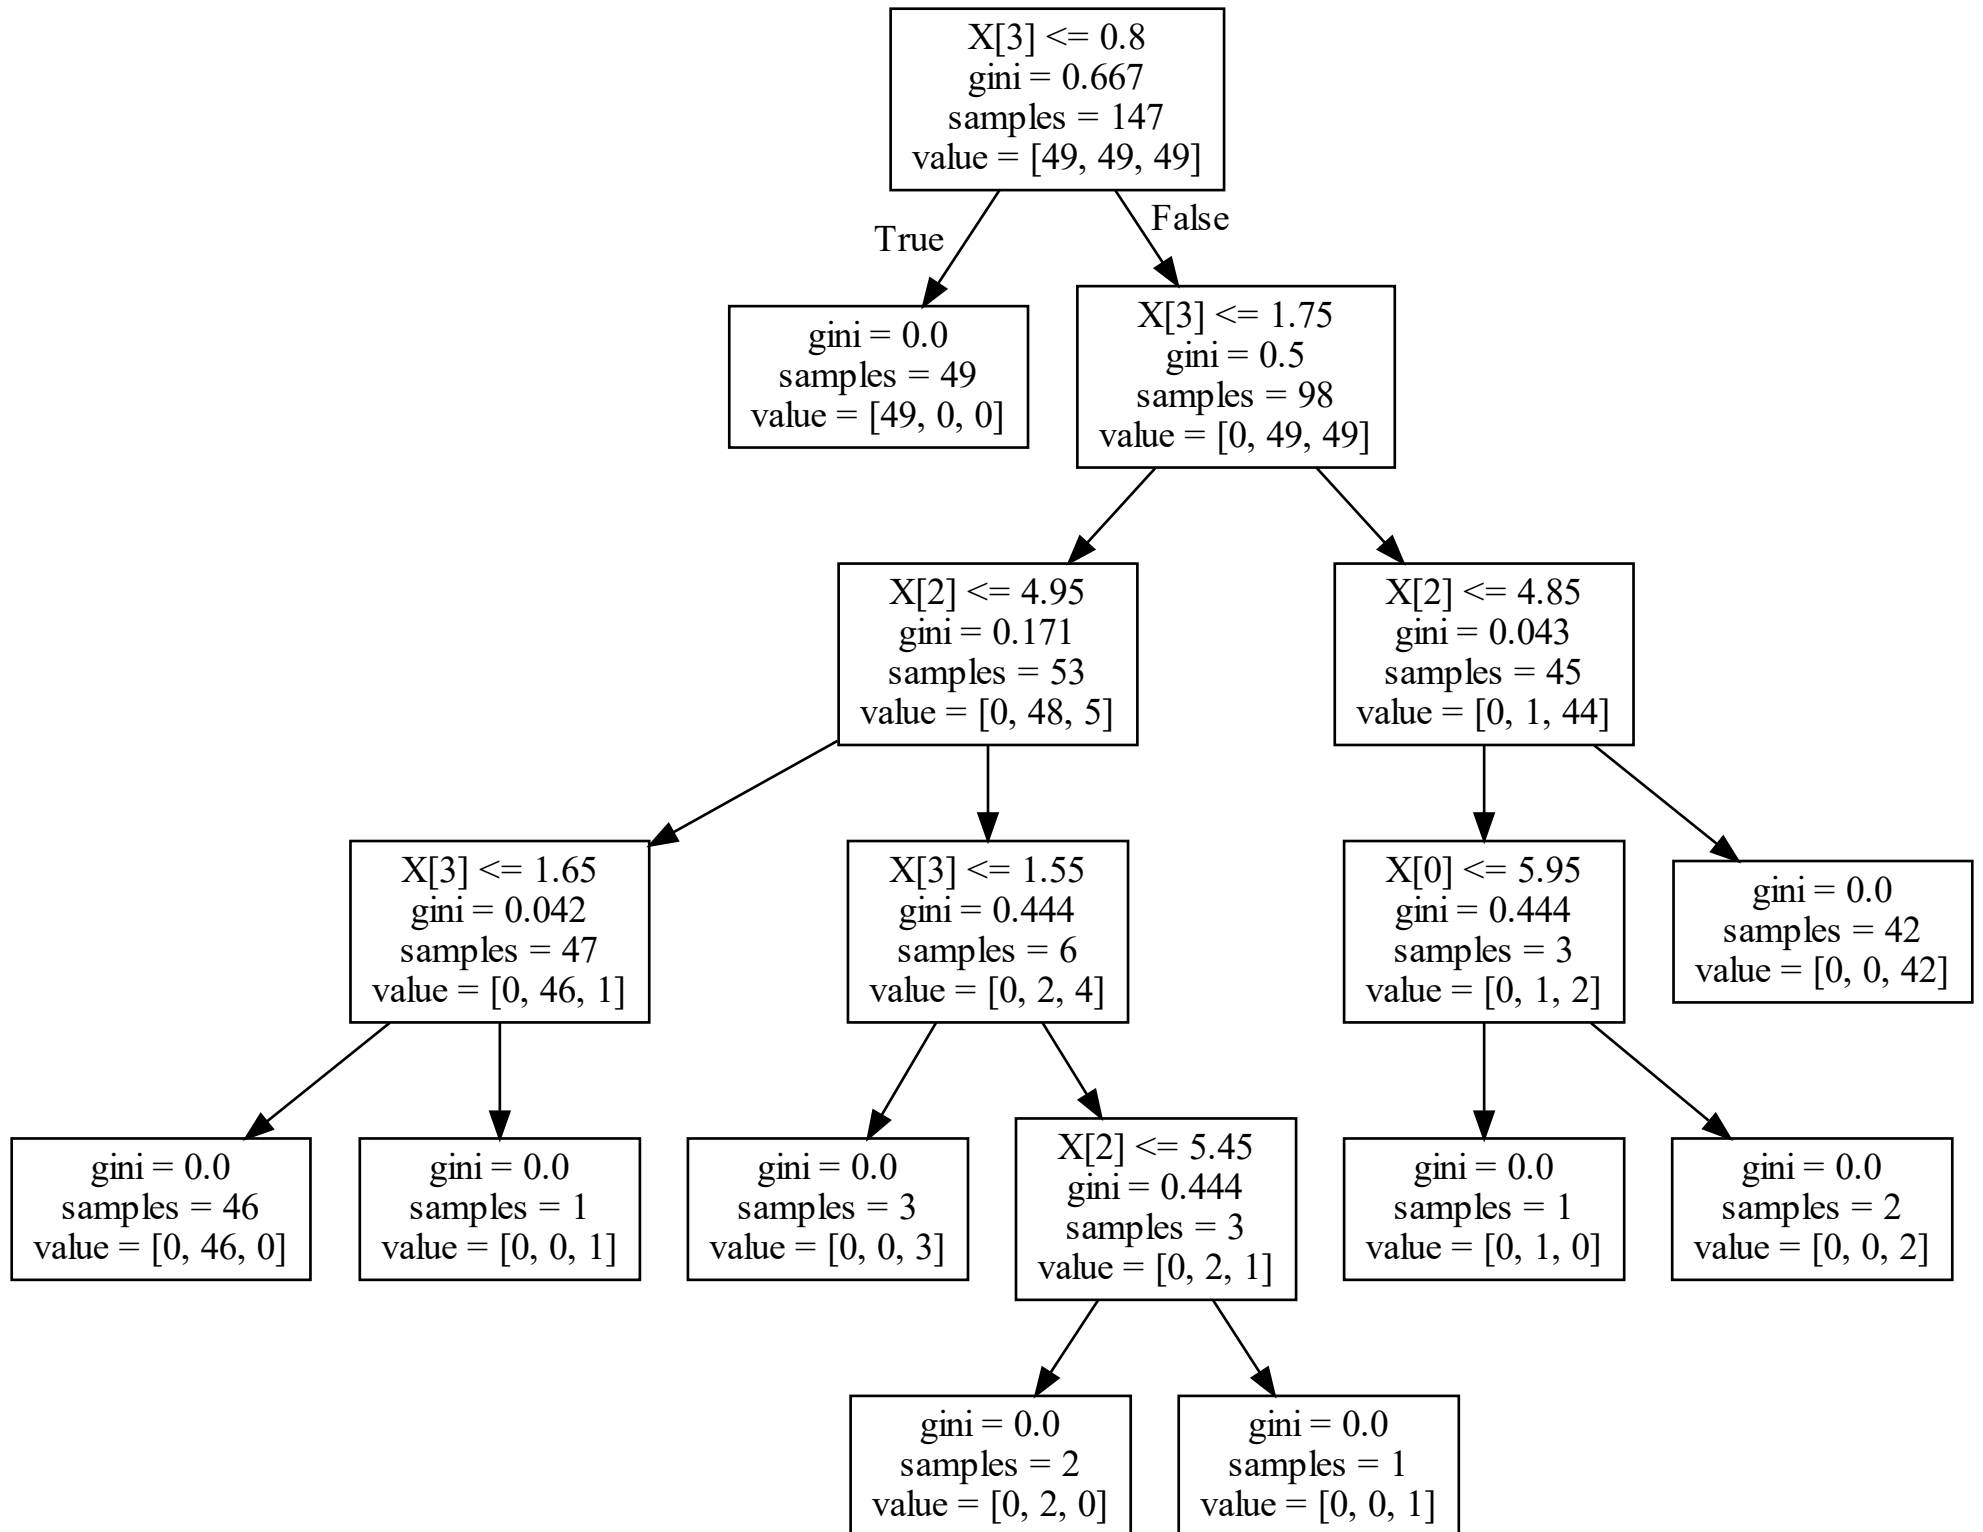 X[3] <= 0.8
gini = 0.667
samples = 147
value = [49, 49, 49]
True
False
gini = 0.0
samples = 49
value = [49, 0, 0]
X[3] <= 1.75
gini = 0.5
samples = 98
value = [0, 49, 49]
X[2] <= 4.95
gini = 0.171
samples = 53
value = [0, 48, 5]
X[2] <= 4.85
gini = 0.043
samples = 45
value = [0, 1, 44]
X[3] <= 1.65
gini = 0.042
samples = 47
value = [0, 46, 1]
X[3] <= 1.55
gini = 0.444
samples = 6
value = [0, 2, 4]
X[0] <= 5.95
gini = 0.444
samples = 3
value = [0, 1, 2]
gini = 0.0
samples = 42
value = [0, 0, 42]
gini = 0.0
samples = 46
value = [0, 46, 0]
gini = 0.0
samples = 1
value = [0, 0, 1]
gini = 0.0
samples = 3
value = [0, 0, 3]
X[2] <= 5.45
gini = 0.444
samples = 3
value = [0, 2, 1]
gini = 0.0
samples = 1
value = [0, 1, 0]
gini = 0.0
samples = 2
value = [0, 0, 2]
gini = 0.0
samples = 2
value = [0, 2, 0]
gini = 0.0
samples = 1
value = [0, 0, 1]